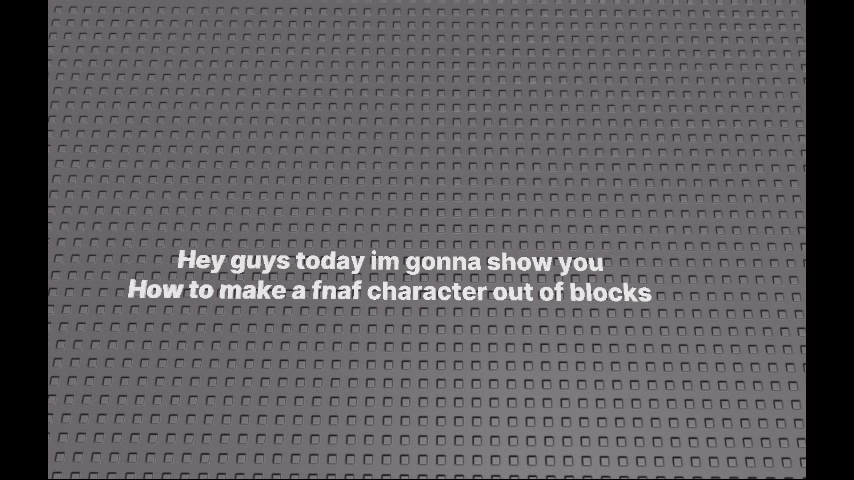 Hey guys today im gonna show you
How to make a fnaf character out of blocks